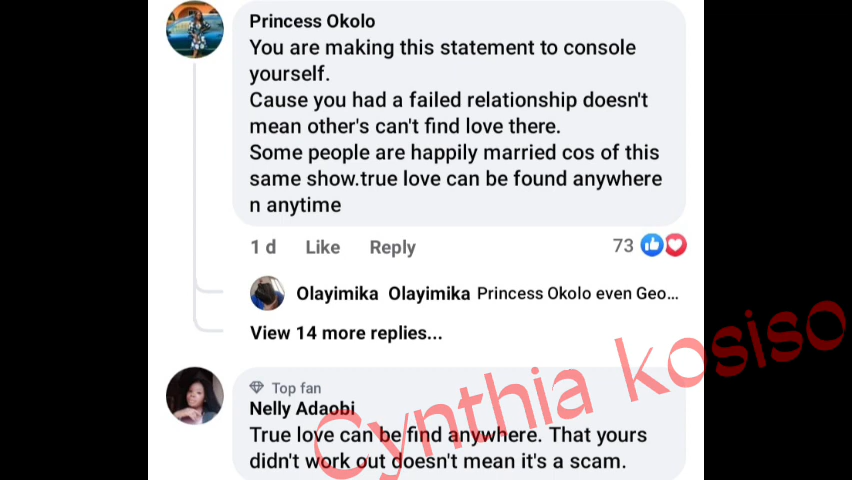 Princess Okolo
You are making this statement to console
yourself.
Cause you had a failed relationship doesn't
mean other's can't find love there.
Some people are happily married cos of this
same show.true love can be found anywhere
n anytime
1 d Like Reply 73
Olayimika Olayimika Princess Okolo even Geo...
View 14 more replies...
Top fan
Nelly Adaobi
True love can be find anywhere. That yours
didn't work out doesn't mean it's a scam.
Cynthia kosiso